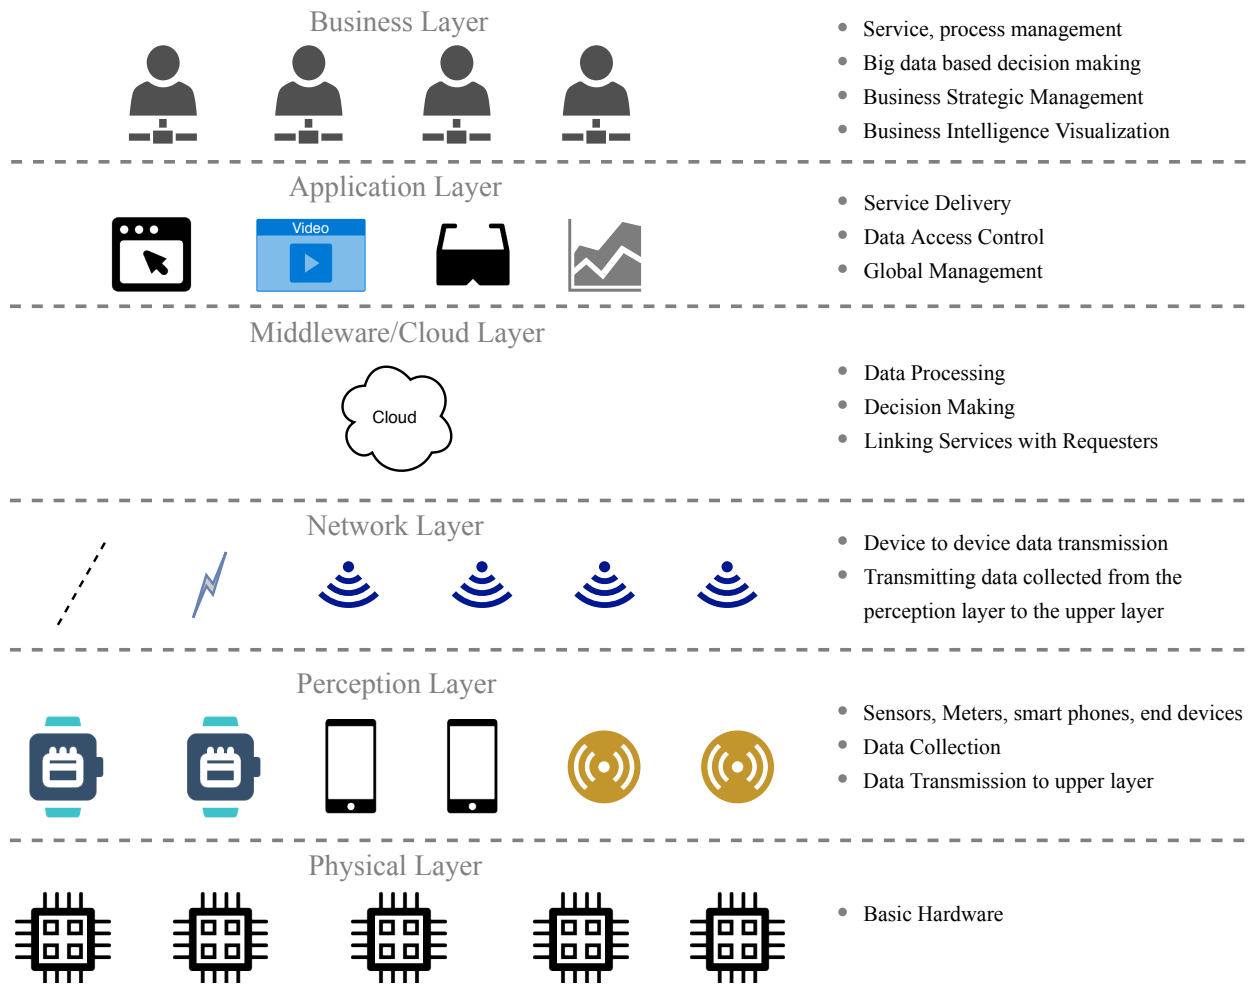 Business Layer
Service, process management
Big data based decision making
Business Strategic Management
Business Intelligence Visualization
Application Layer
Video
Service Delivery
Data Access Control
Global Management
Middleware/Cloud Layer
Cloud
Data Processing
Decision Making
Linking Services with Requesters
Network Layer
Device to device data transmission
Transmitting data collected from the
perception layer to the upper layer
Perception Layer
Sensors, Meters, smart phones, end devices
Data Collection
Data Transmission to upper layer
Physical Layer
Basic Hardware